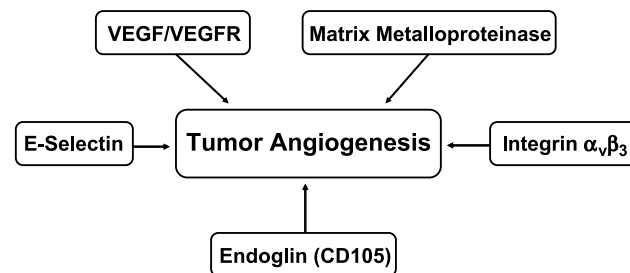 VEGF/VEGFR
Matrix Metalloproteinase
E-Selectin
Tumor Angiogenesis
Integrin αvβ3
Endoglin (CD105)